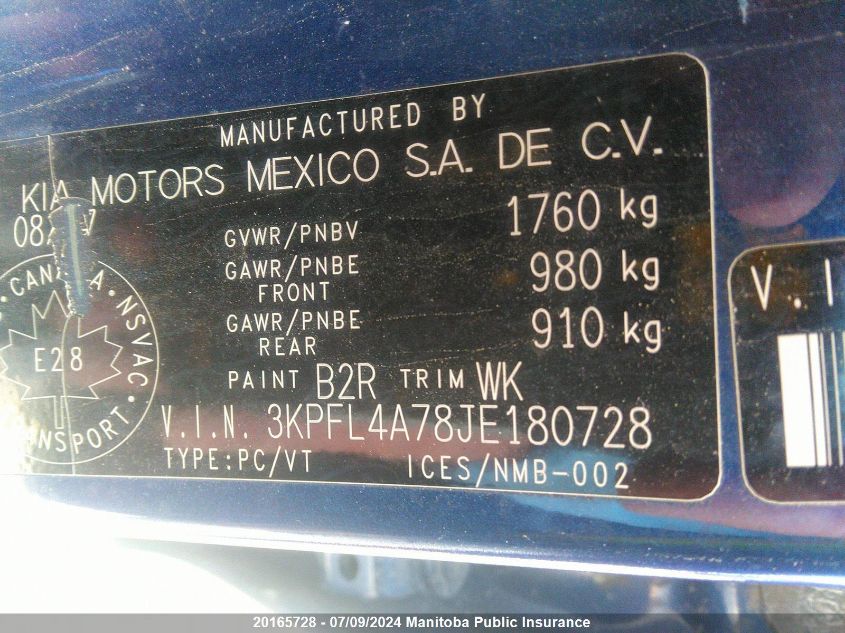 MANUFACTURED BY
KIA MOTORS MEXICO S.A. DE C.V.
GVWR/PNBV 1760 kg
GAWR/PNBE 980 kg
FRONT
GAWR/PNBE 910 kg
REAR
PAINT B2R TRIM WK
V.I.N. 3KPFL4A78JE180728
TYPE:PC/VT ICES/NMB-002
NSVAC
E28
V.I
20165728 - 07/09/2024 Manitoba Public Insurance